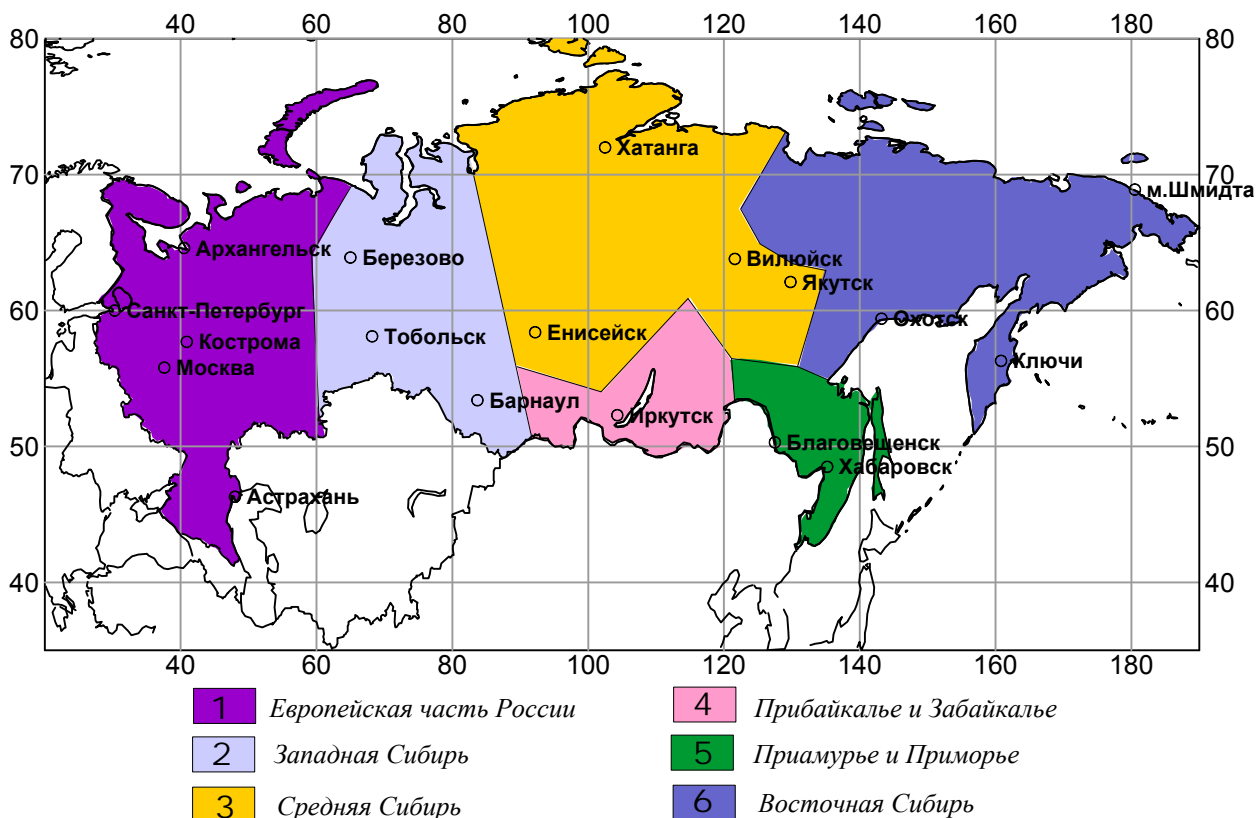 40 60 80 100 120 140 160 180
80 80
Хатанга
70 70
м.Шмидта
Архангельск
Березово
Вилюйск
Якутск
Санкт-Петербург
60 60
Охотск
Енисейск
Тобольск
Кострома
Москва
Ключи
Барнаул
Иркутск
50 50
Благовещенск
Хабаровск
Астрахань
40 40
40 60 80 100 120 140 160 180
1 Европейская часть России
4 Прибайкалье и Забайкалье
2 Западная Сибирь
5 Приамурье и Приморье
3 Средняя Сибирь
6 Восточная Сибирь